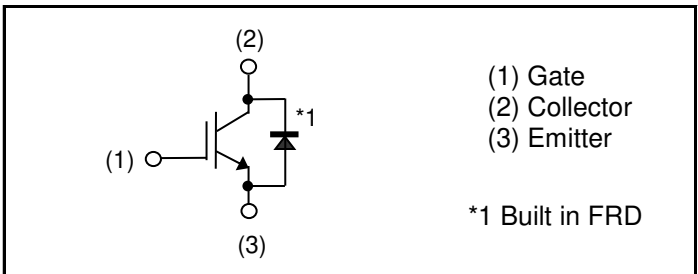 (2)
*1
(1)
(3)
(1) Gate
(2) Collector
(3) Emitter
*1 Built in FRD